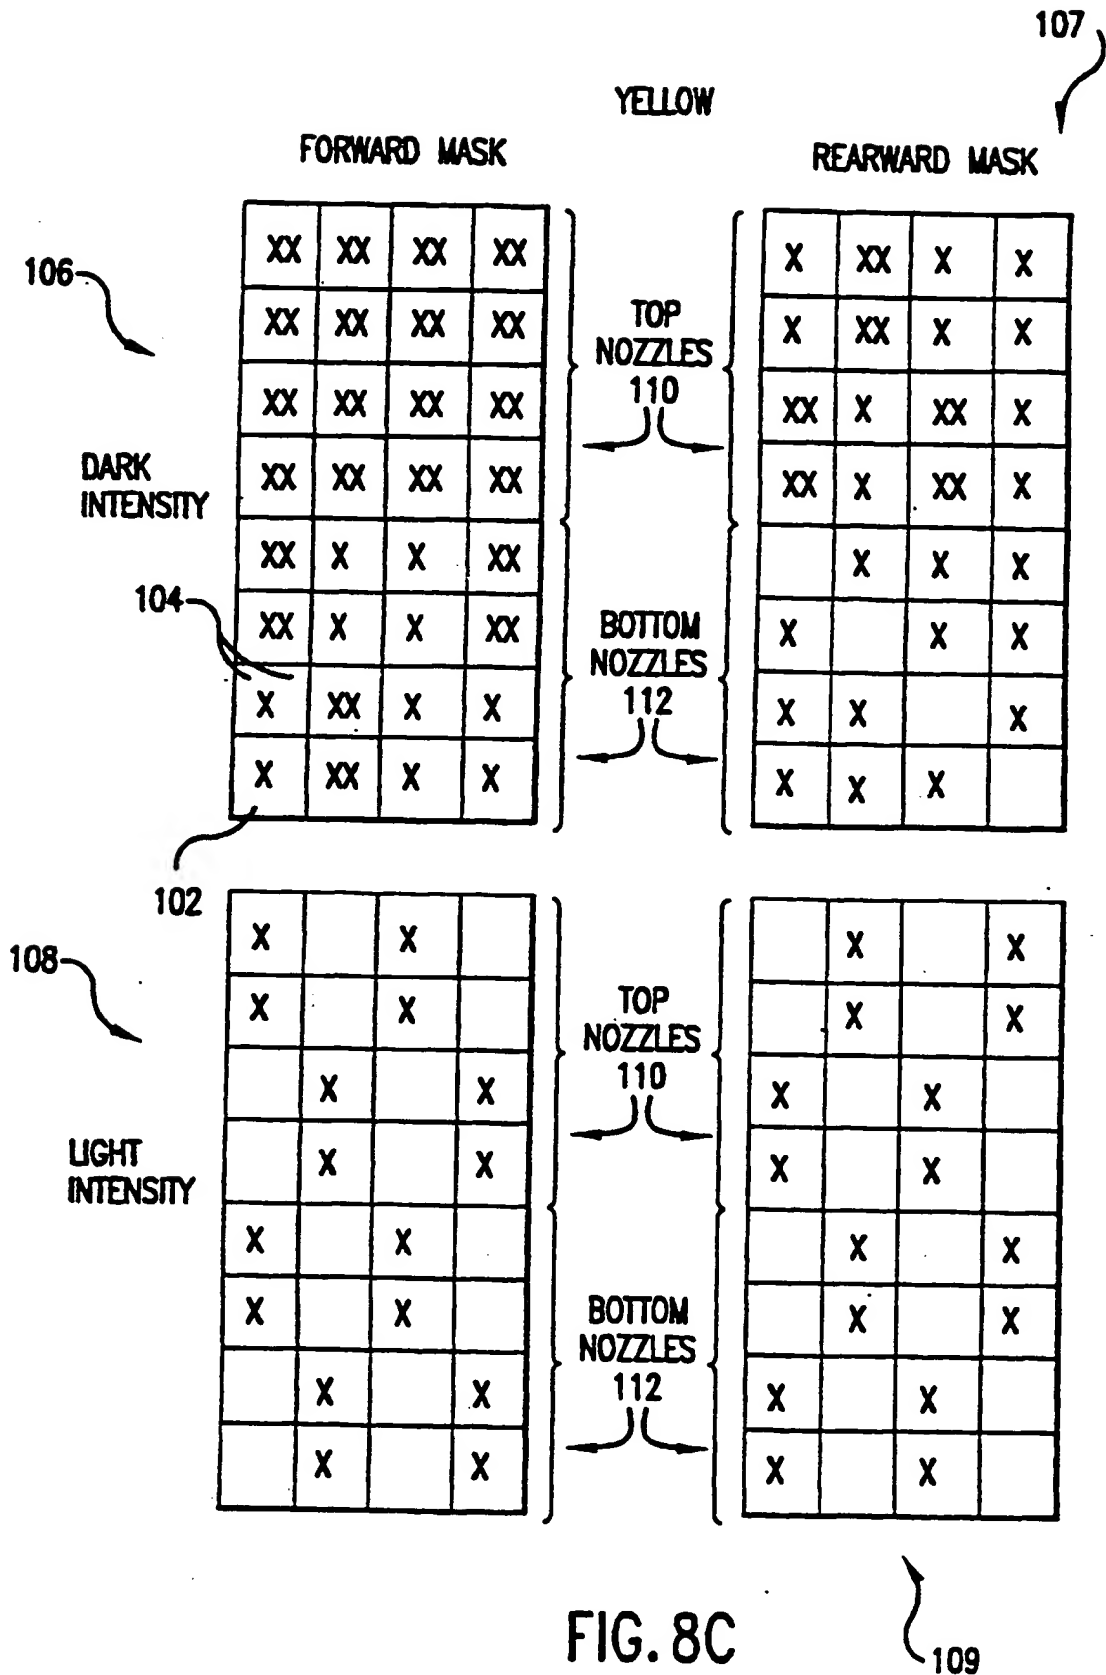 107
YELLOW
FORWARD MASK
REARWARD MASK
106
XX XX XX XX
X XX X X
XX XX XX XX
X XX X X
TOP
NOZZLES
110
XX XX XX XX
XX X XX X
DARK
INTENSITY
XX XX XX XX
XX X XX X
XX X X XX
X X X
104
XX X X XX
X X X
BOTTOM
NOZZLES
112
X XX X X
X X X
X XX X X
X X X
102
108
X X
X X
X X
X X
TOP
NOZZLES
110
X X
X X
LIGHT
INTENSITY
X X
X X
X X
X X
X X
X X
BOTTOM
NOZZLES
112
X X
X X
X X
X X
FIG. 8C
109